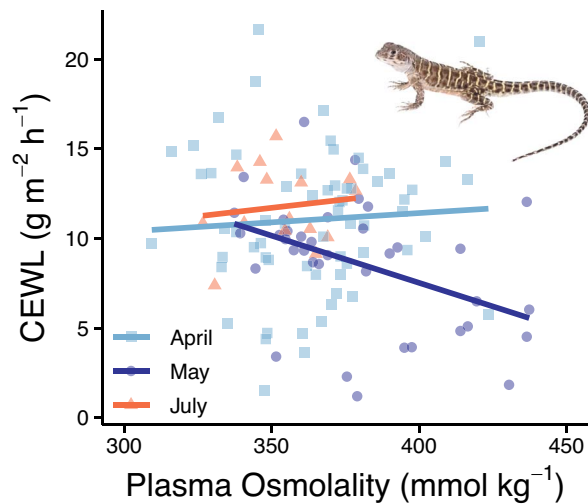 20
15
10
5
0
CEWL (g m⁻² h⁻¹)
April
May
July
300
350
400
450
Plasma Osmolality (mmol kg⁻¹)